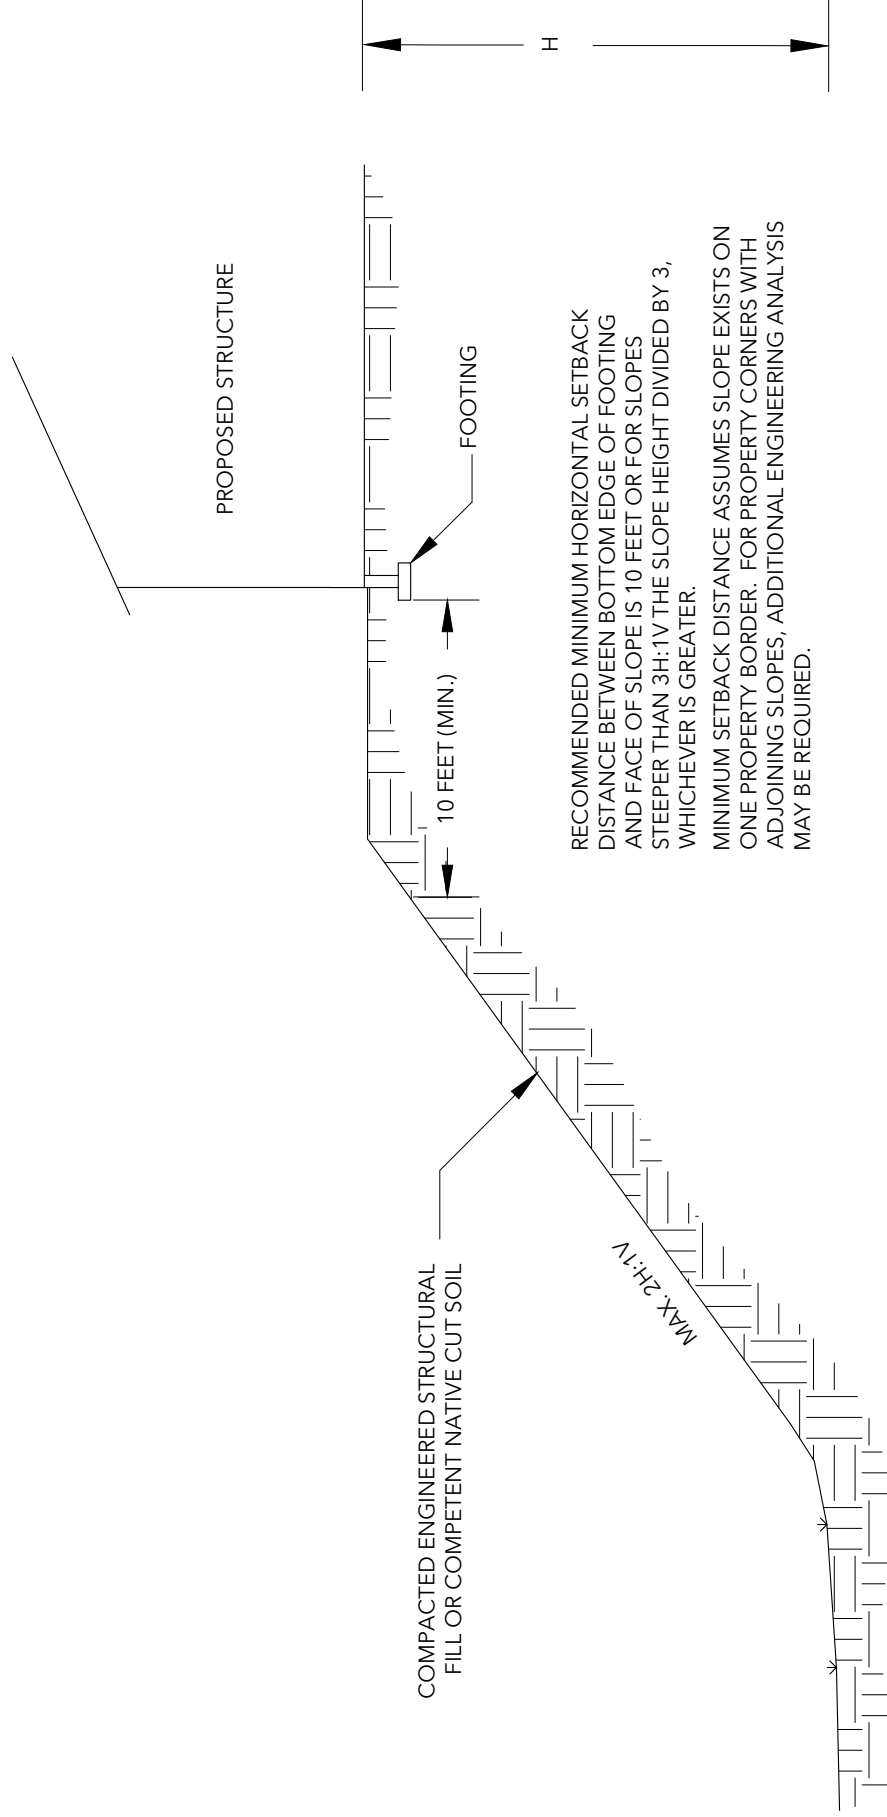 PROPOSED STRUCTURE
H
FOOTING
10 FEET (MIN.)
COMPACTED ENGINEERED STRUCTURAL
FILL OR COMPETENT NATIVE CUT SOIL
MAX. 2H:1V
RECOMMENDED MINIMUM HORIZONTAL SETBACK
DISTANCE BETWEEN BOTTOM EDGE OF FOOTING
AND FACE OF SLOPE IS 10 FEET OR FOR SLOPES
STEEPER THAN 3H:1V THE SLOPE HEIGHT DIVIDED BY 3,
WHICHEVER IS GREATER.
MINIMUM SETBACK DISTANCE ASSUMES SLOPE EXISTS ON
ONE PROPERTY BORDER. FOR PROPERTY CORNERS WITH
ADJOINING SLOPES, ADDITIONAL ENGINEERING ANALYSIS
MAY BE REQUIRED.